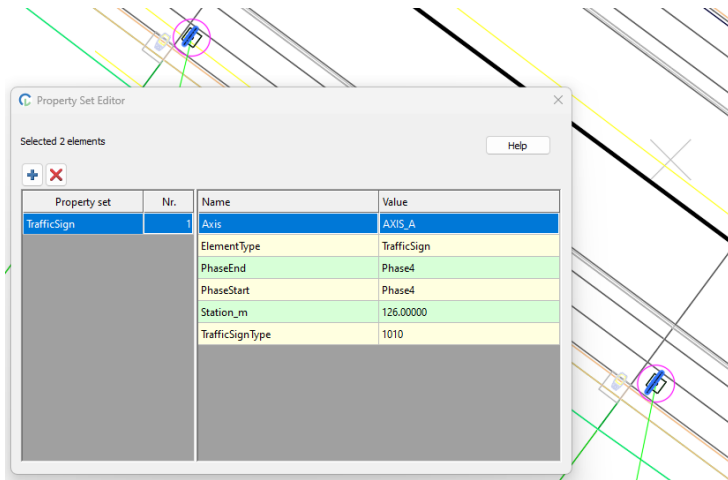 Property Set Editor
Selected 2 elements
Help
Property set Nr. Name Value
TrafficSign 1 Axis AXIS_A
ElementType TrafficSign
PhaseEnd Phase4
PhaseStart Phase4
Station_m 126.00000
TrafficSignType 1010